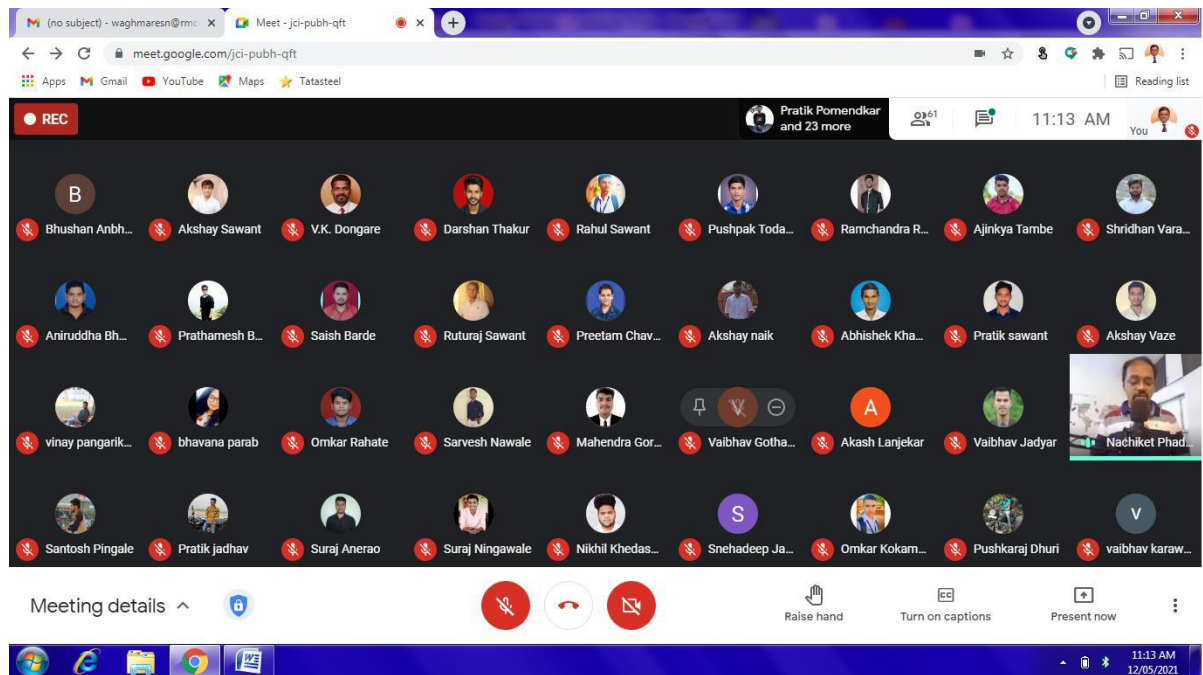 (no subject) - waghmaresn@rmc
Meet - jci-pubh-qft
meet.google.com/jci-pubh-qft
Apps Gmail YouTube Maps Tatasteel Reading list
REC
Pratik Pomendkar
and 23 more
61
11:13 AM
You
B
Bhushan Anbh... Akshay Sawant V.K. Dongare Darshan Thakur Rahul Sawant Pushpak Toda... Ramchandra R... Ajinkya Tambe Shridhan Vara...
Aniruddha Bh... Prathamesh B... Saish Barde Ruturaj Sawant Preetam Chav... Akshay naik Abhishek Kha... Pratik sawant Akshay Vaze
A
vinay pangarik... bhavana parab Omkar Rahate Sarvesh Nawale Mahendra Gor... Vaibhav Gotha... Akash Lanjekar Vaibhav Jadyar Nachiket Phad...
S V
Santosh Pingale Pratik jadhav Suraj Anerao Suraj Ningawale Nikhil Khedas... Snehadeep Ja... Omkar Kokam... Pushkaraj Dhuri vaibhav karaw...
Meeting details
Raise hand Turn on captions Present now
11:13 AM
12/05/2021